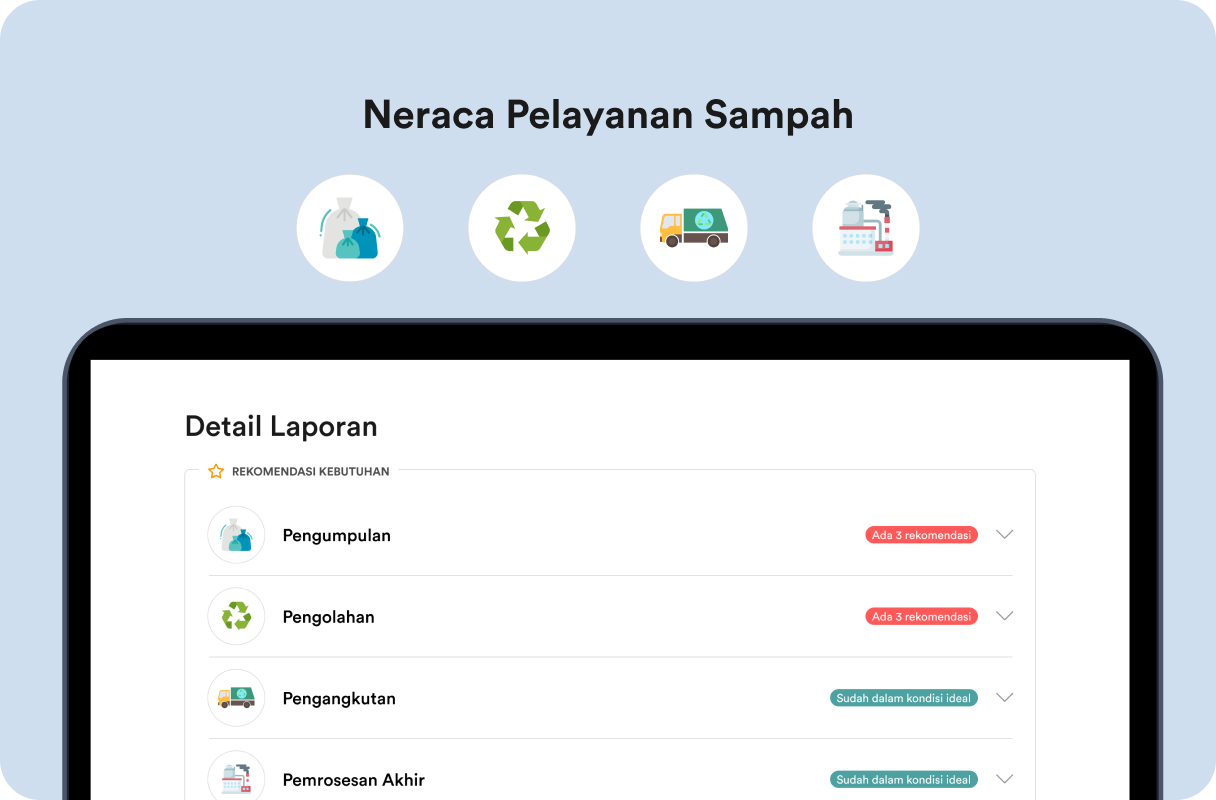 Neraca Pelayanan Sampah
Detail Laporan
REKOMENDASI KEBUTUHAN
Pengumpulan
Ada 3 rekomendasi
Pengolahan
Ada 3 rekomendasi
Pengangkutan
Sudah dalam kondisi ideal
Pemrosesan Akhir
Sudah dalam kondisi ideal